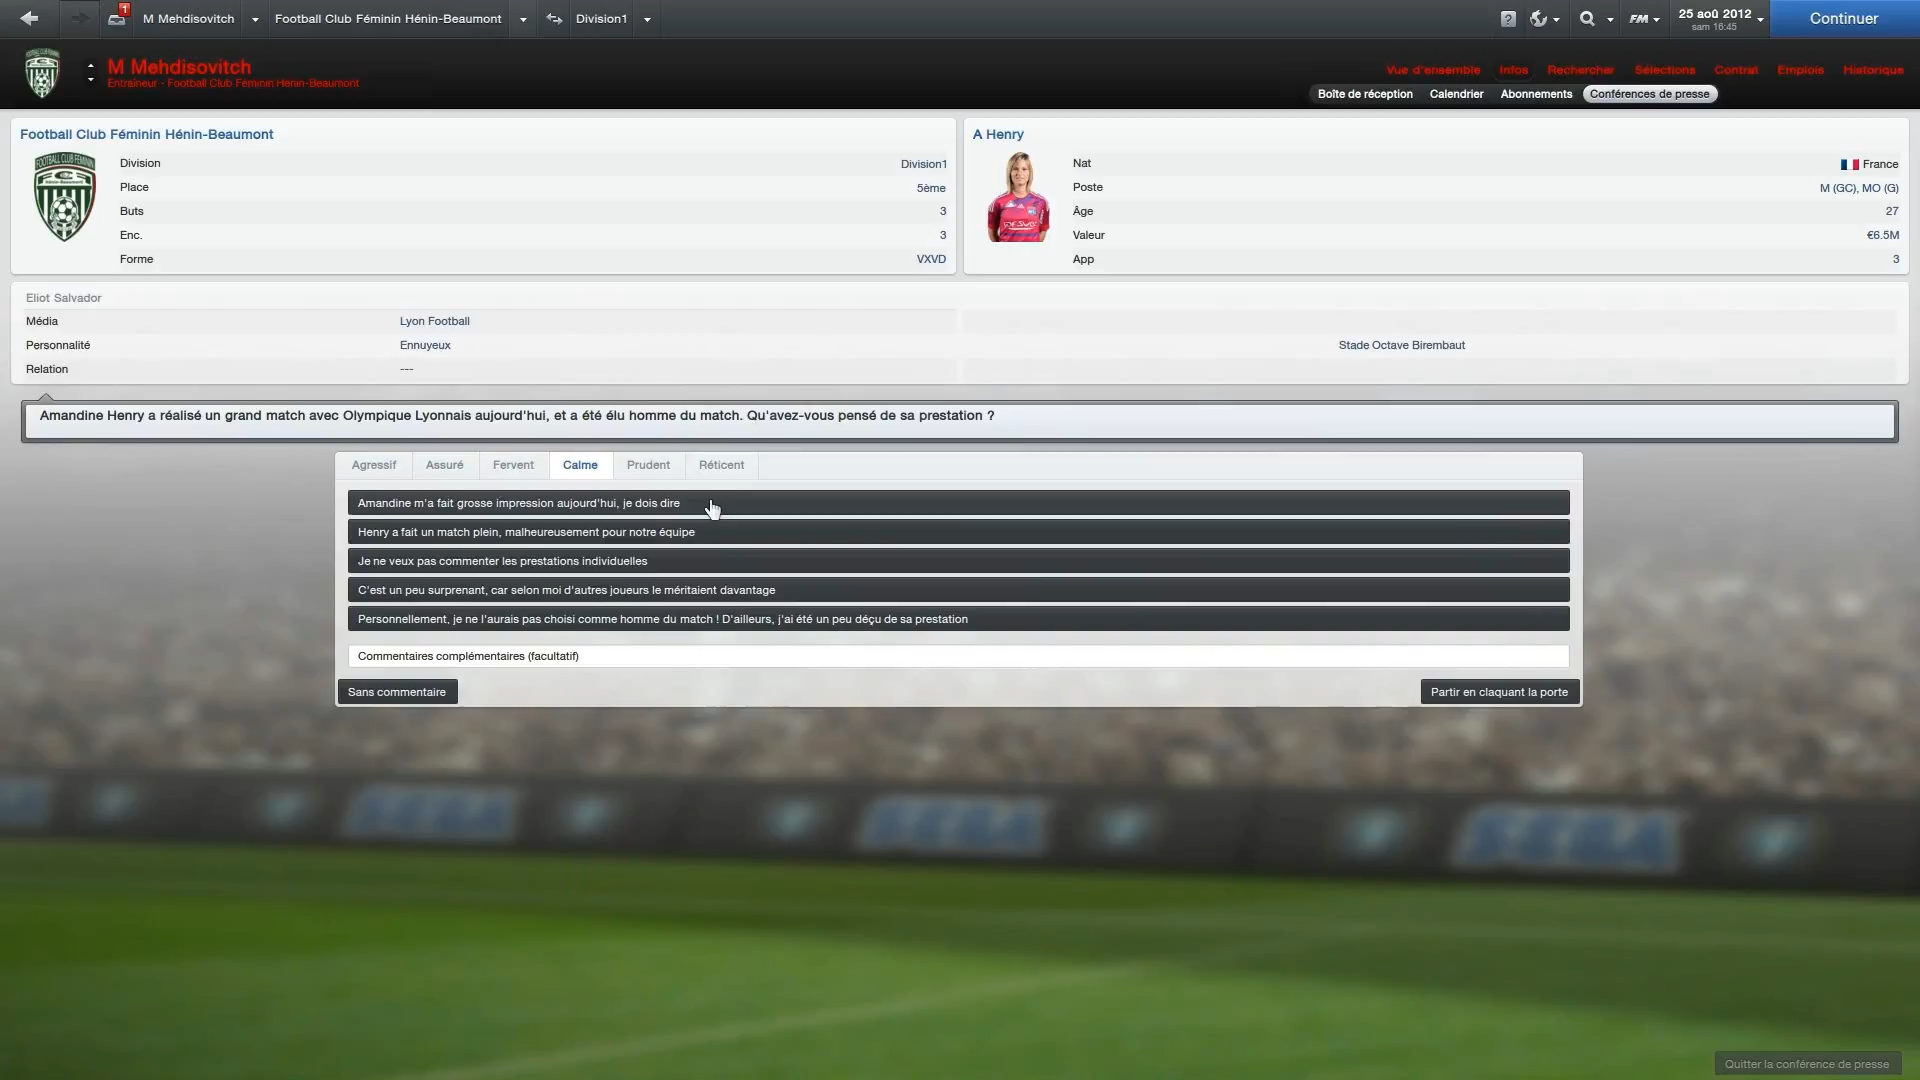 1
M Mehdisovitch
Football Club Féminin Hénin-Beaumont
Division1
?
FM
25 aoû 2012
sam 16:45
Continuer
M Mehdisovitch
Entraîneur - Football Club Féminin Hénin-Beaumont
Vue d'ensemble Infos Rechercher Sélections Contrat Emplois Historique
Boîte de réception Calendrier Abonnements Conférences de presse
Football Club Féminin Hénin-Beaumont
FOOTBALL CLUB FEMININ
Division Division1
Place 5ème
Buts 3
Enc. 3
Forme VXVD
A Henry
Nat France
Poste M (GC), MO (G)
Âge 27
Valeur €6.5M
App 3
Eliot Salvador
Média Lyon Football
Personnalité Ennuyeux Stade Octave Birembaut
Relation ---
Amandine Henry a réalisé un grand match avec Olympique Lyonnais aujourd'hui, et a été élu homme du match. Qu'avez-vous pensé de sa prestation ?
Agressif Assuré Fervent Calme Prudent Réticent
Amandine m'a fait grosse impression aujourd'hui, je dois dire
Henry a fait un match plein, malheureusement pour notre équipe
Je ne veux pas commenter les prestations individuelles
C'est un peu surprenant, car selon moi d'autres joueurs le méritaient davantage
Personnellement, je ne l'aurais pas choisi comme homme du match ! D'ailleurs, j'ai été un peu déçu de sa prestation
Commentaires complémentaires (facultatif)
Sans commentaire Partir en claquant la porte
SEGA SEGA SEGA
Quitter la conférence de presse